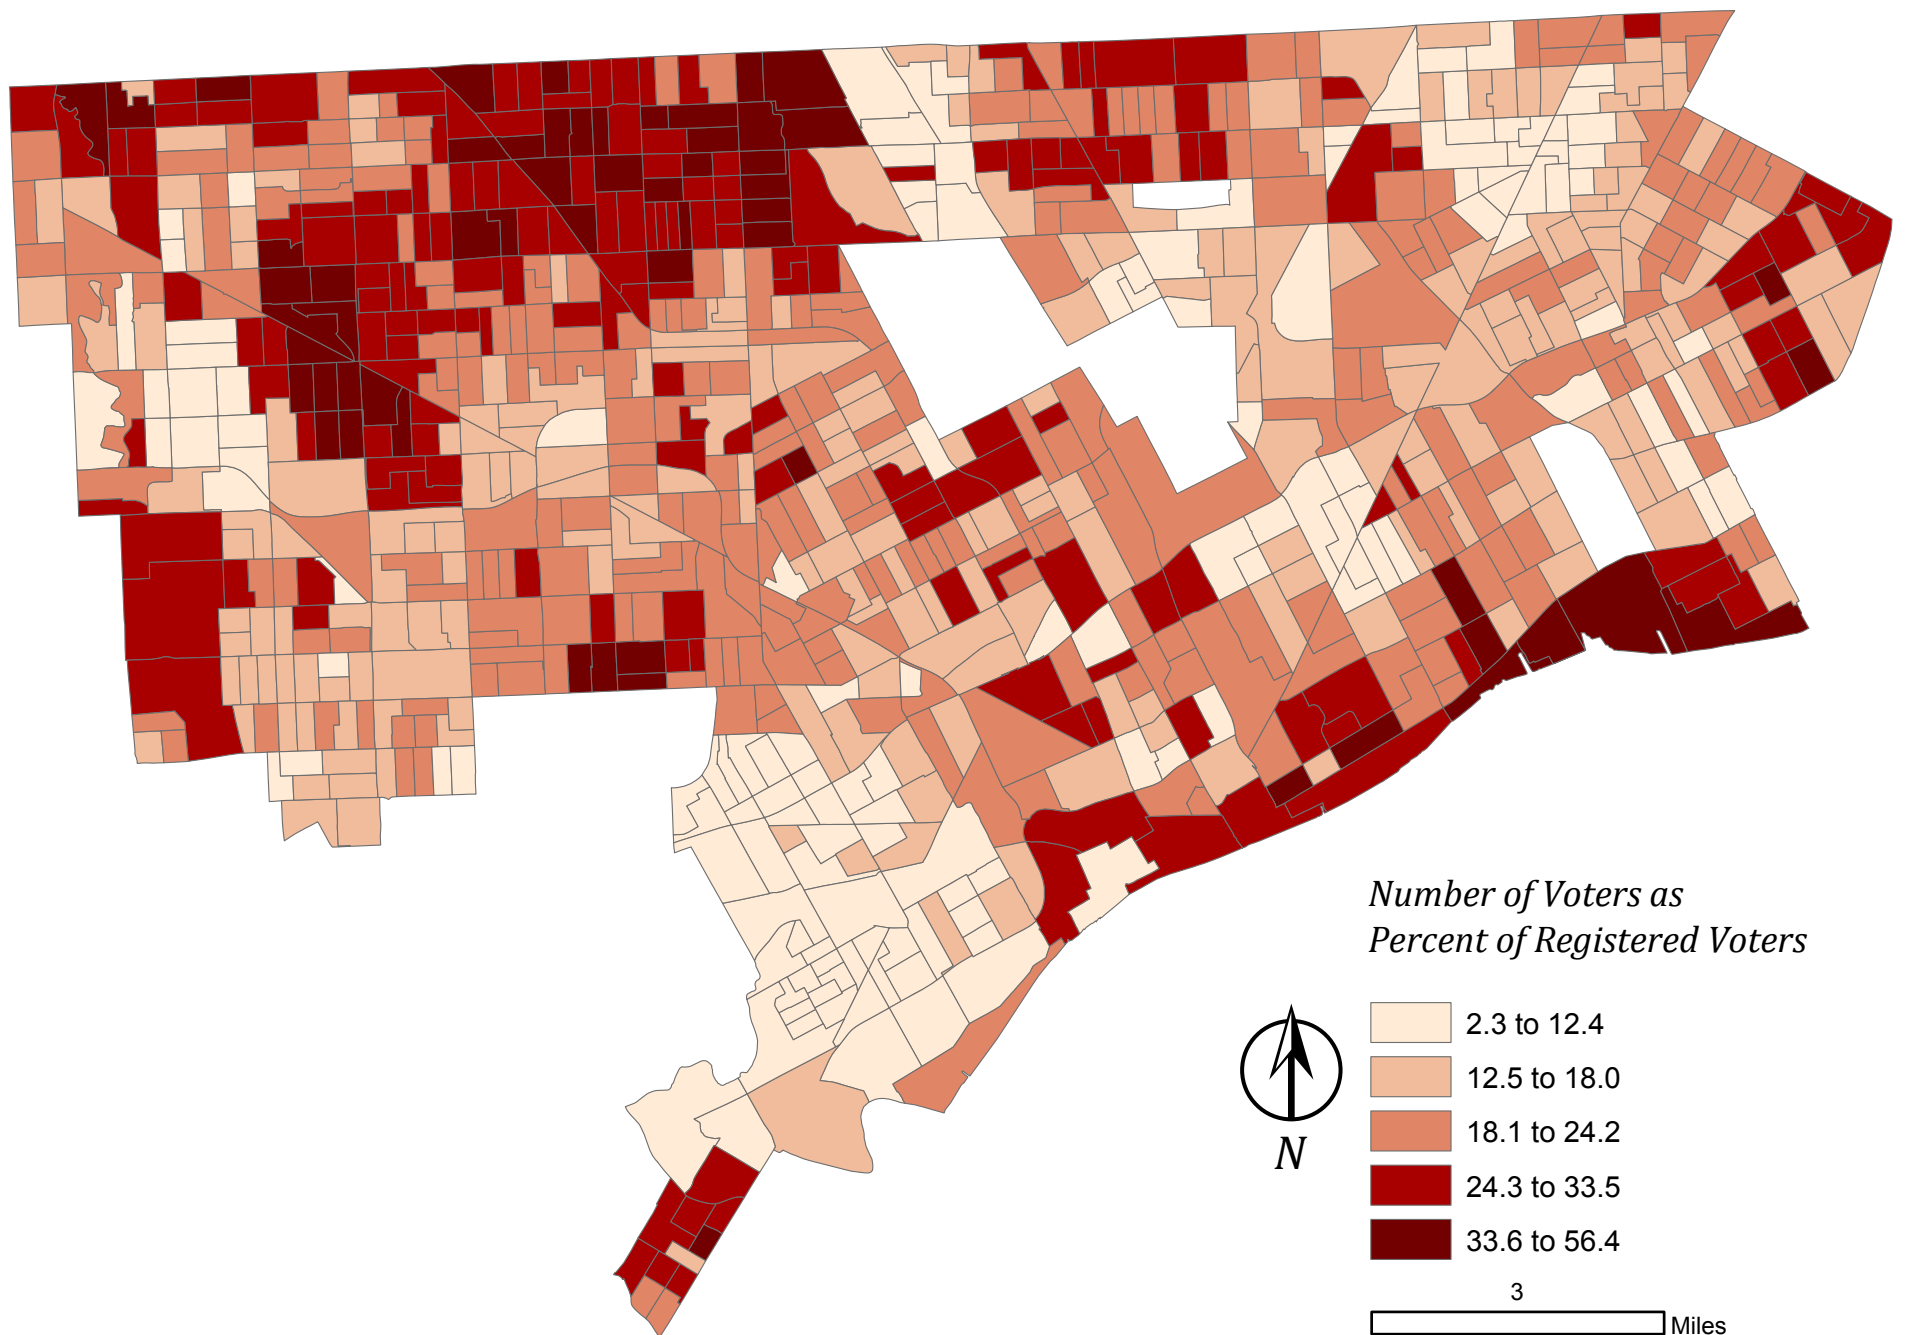 Number of Voters as
Percent of Registered Voters
2.3 to 12.4
12.5 to 18.0
18.1 to 24.2
24.3 to 33.5
33.6 to 56.4
N
3
Miles